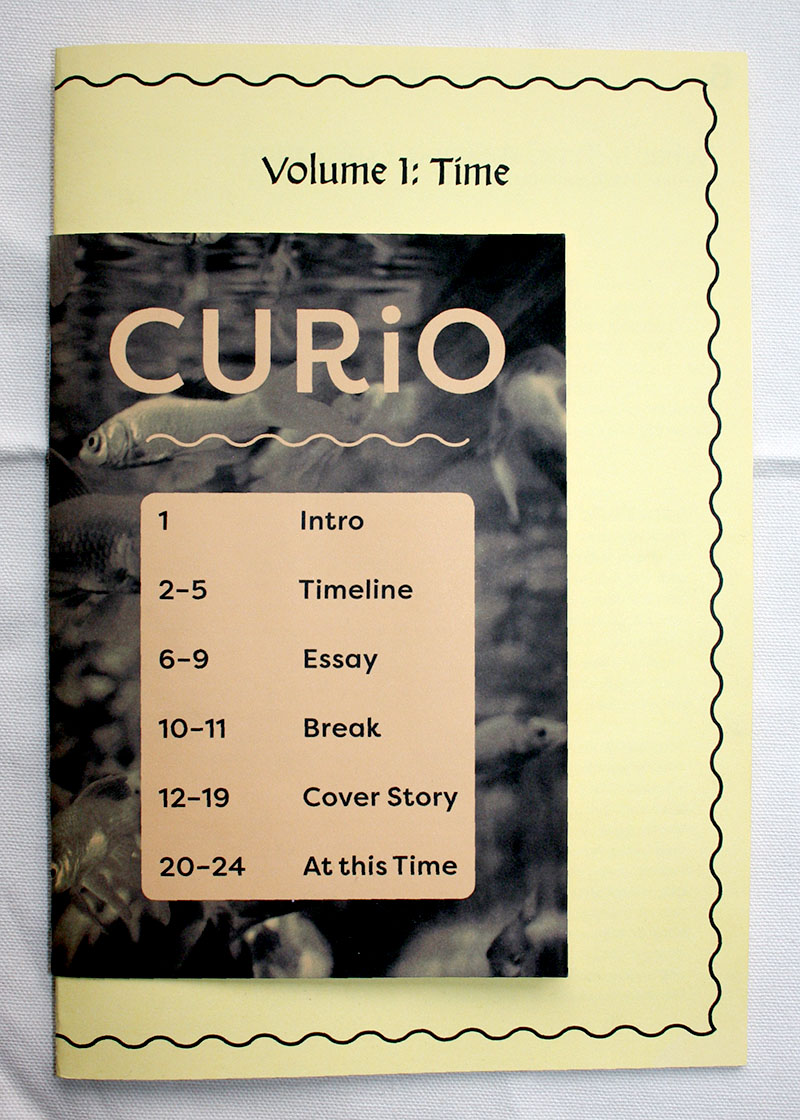 Volume 1: Time
CURiO
1 Intro
2–5 Timeline
6–9 Essay
10–11 Break
12–19 Cover Story
20–24 At this Time